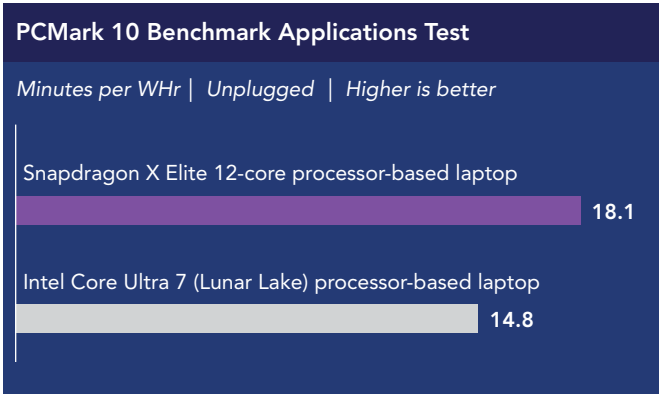 PCMark 10 Benchmark Applications Test
Minutes per WHr | Unplugged | Higher is better
Snapdragon X Elite 12-core processor-based laptop
18.1
Intel Core Ultra 7 (Lunar Lake) processor-based laptop
14.8